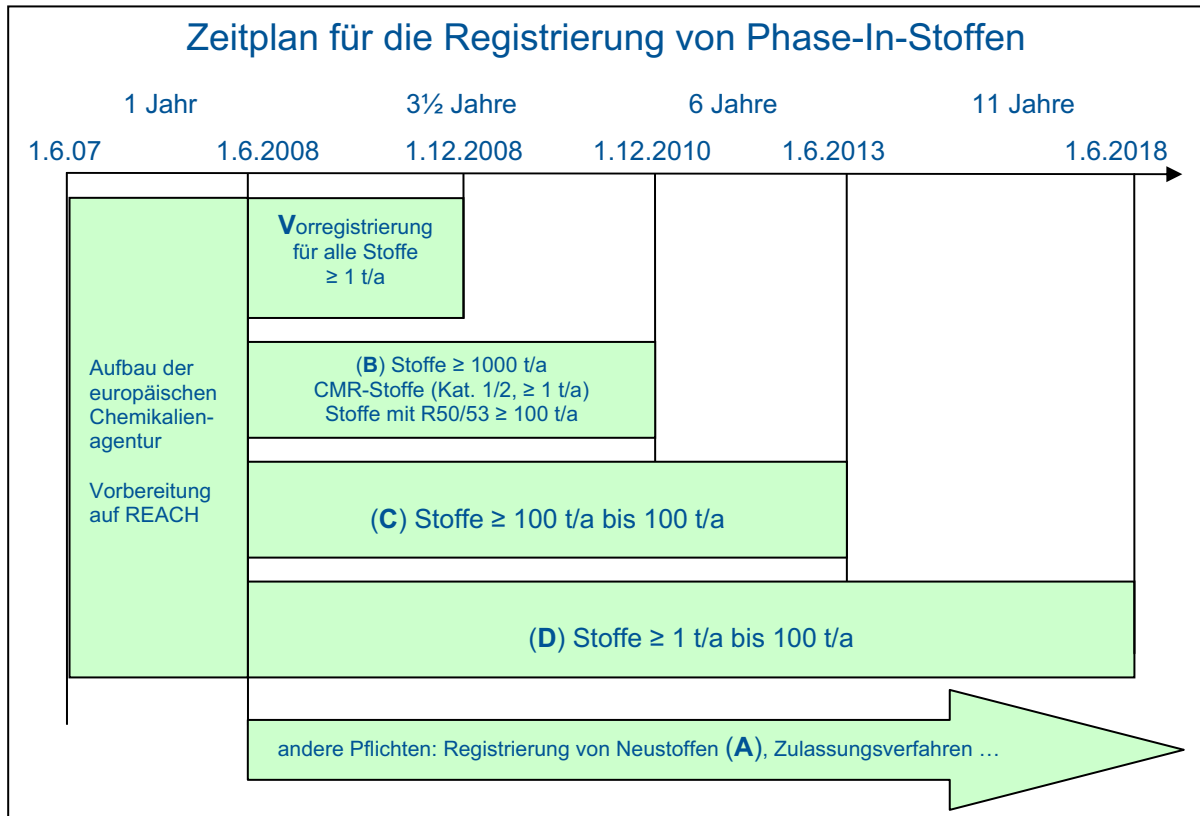 Zeitplan für die Registrierung von Phase-In-Stoffen
1 Jahr 3½ Jahre 6 Jahre 11 Jahre
1.6.07 1.6.2008 1.12.2008 1.12.2010 1.6.2013 1.6.2018
Vorregistrierung
für alle Stoffe
≥ 1 t/a
Aufbau der
europäischen
Chemikalien-
agentur
Vorbereitung
auf REACH
(B) Stoffe ≥ 1000 t/a
CMR-Stoffe (Kat. 1/2, ≥ 1 t/a)
Stoffe mit R50/53 ≥ 100 t/a
(C) Stoffe ≥ 100 t/a bis 100 t/a
(D) Stoffe ≥ 1 t/a bis 100 t/a
andere Pflichten: Registrierung von Neustoffen (A), Zulassungsverfahren …